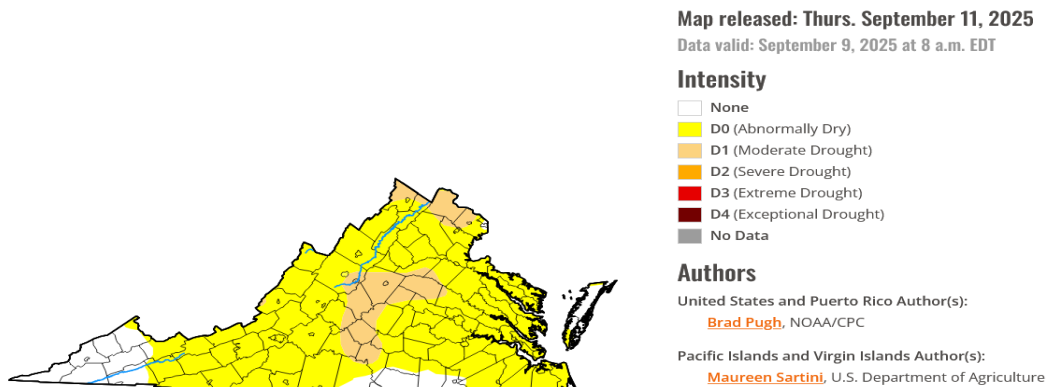 Map released: Thurs. September 11, 2025
Data valid: September 9, 2025 at 8 a.m. EDT
Intensity
None
D0 (Abnormally Dry)
D1 (Moderate Drought)
D2 (Severe Drought)
D3 (Extreme Drought)
D4 (Exceptional Drought)
No Data
Authors
United States and Puerto Rico Author(s):
Brad Pugh, NOAA/CPC
Pacific Islands and Virgin Islands Author(s):
Maureen Sartini, U.S. Department of Agriculture